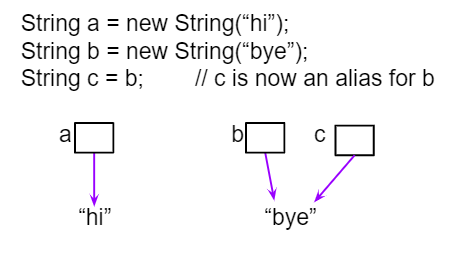 String a = new String(“hi”);
String b = new String(“bye”);
String c = b; // c is now an alias for b
a b c
“hi” “bye”